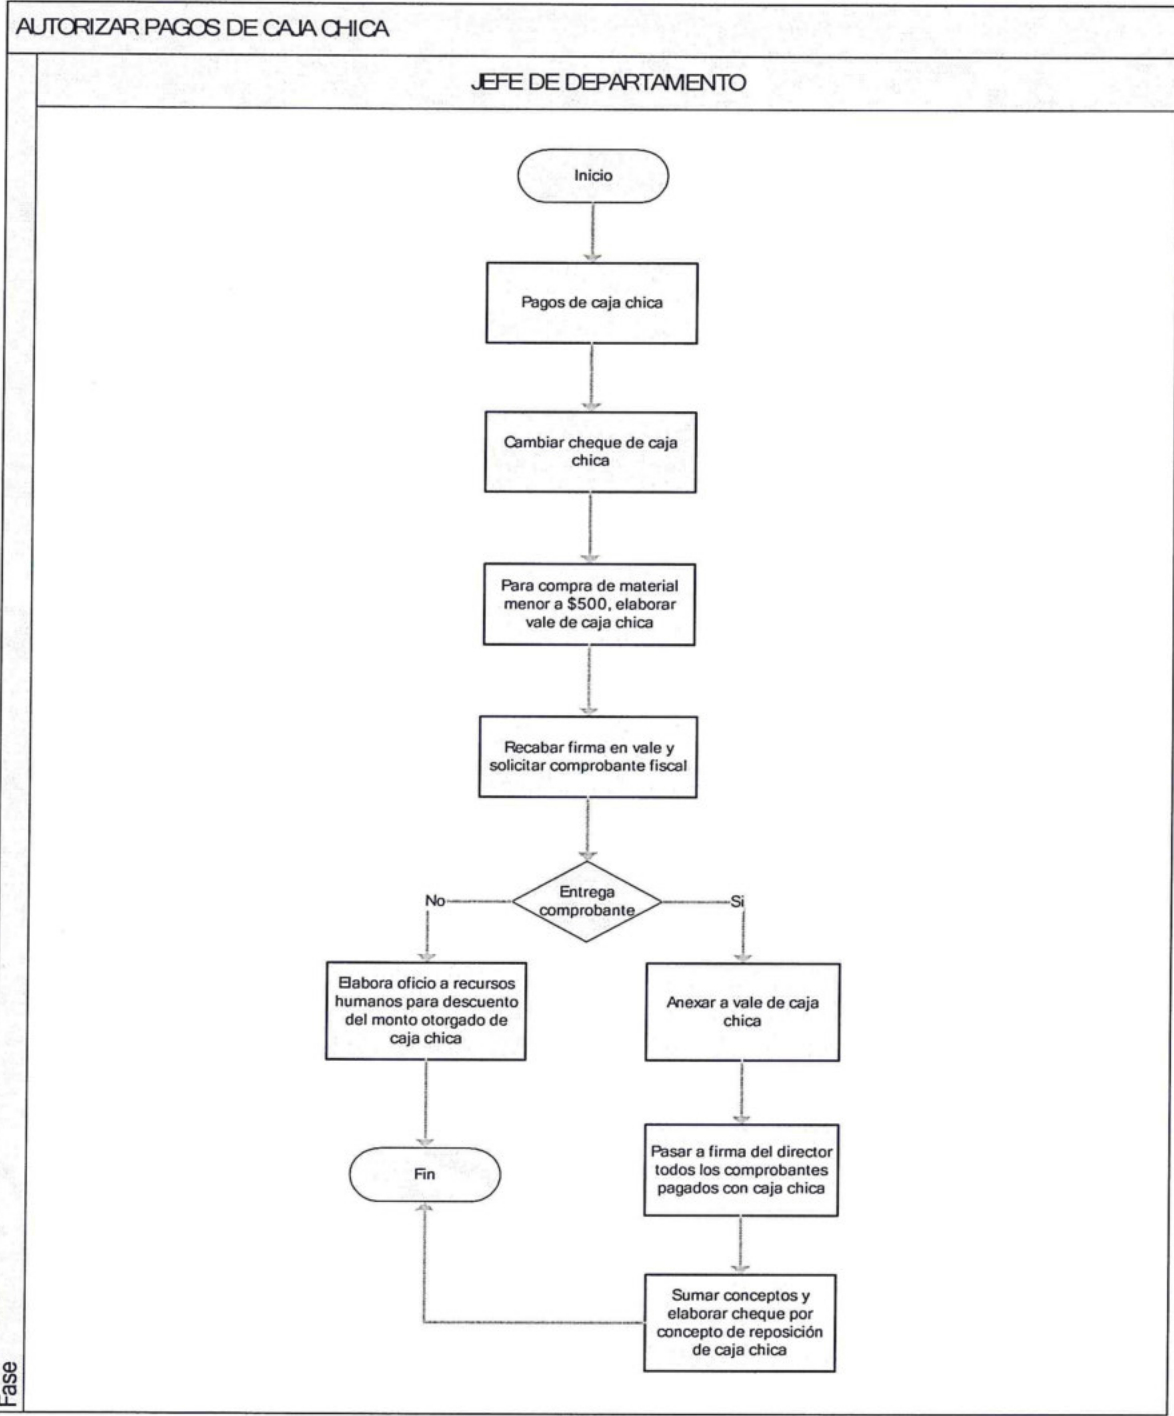 AUTORIZAR PAGOS DE CAJA CHICA
JEFE DE DEPARTAMENTO
Inicio
Pagos de caja chica
Cambiar cheque de caja
chica
Para compra de material
menor a $500, elaborar
vale de caja chica
Recabar firma en vale y
solicitar comprobante fiscal
Entrega
comprobante
No
Si
Elabora oficio a recursos
humanos para descuento
del monto otorgado de
caja chica
Anexar a vale de caja
chica
Pasar a firma del director
todos los comprobantes
pagados con caja chica
Fin
Sumar conceptos y
elaborar cheque por
concepto de reposición
de caja chica
Fase